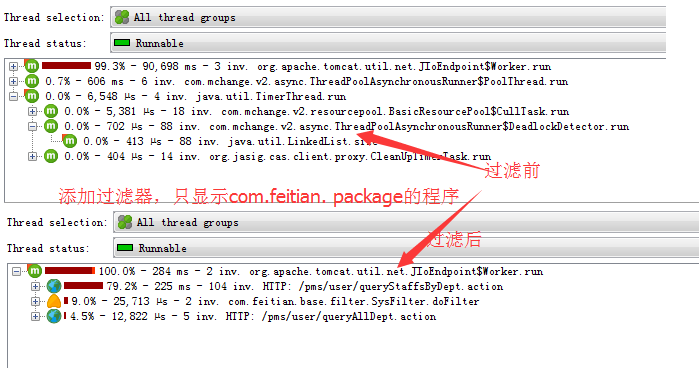 Thread selection: All thread groups
Thread status: Runnable
m 99.3% - 90,698 ms - 3 inv. org.apache.tomcat.util.net.JIoEndpoint$Worker.run
m 0.7% - 606 ms - 6 inv. com.mchange.v2.async.ThreadPoolAsynchronousRunner$PoolThread.run
m 0.0% - 6,548 µs - 4 inv. java.util.TimerThread.run
m 0.0% - 5,381 µs - 18 inv. com.mchange.v2.resourcepool.BasicResourcePool$CullTask.run
m 0.0% - 702 µs - 88 inv. com.mchange.v2.async.ThreadPoolAsynchronousRunner$DeadlockDetector.run
m 0.0% - 413 µs - 88 inv. java.util.LinkedList.size
m 0.0% - 404 µs - 14 inv. org.jasig.cas.client.proxy.CleanUpTimerTask.run
过滤前
添加过滤器，只显示com.feitian. package的程序
Thread selection: All thread groups
Thread status: Runnable
过滤后
m 100.0% - 284 ms - 2 inv. org.apache.tomcat.util.net.JIoEndpoint$Worker.run
79.2% - 225 ms - 104 inv. HTTP: /pms/user/queryStaffsByDept.action
9.0% - 25,713 µs - 2 inv. com.feitian.base.filter.SysFilter.doFilter
4.5% - 12,822 µs - 5 inv. HTTP: /pms/user/queryAllDept.action